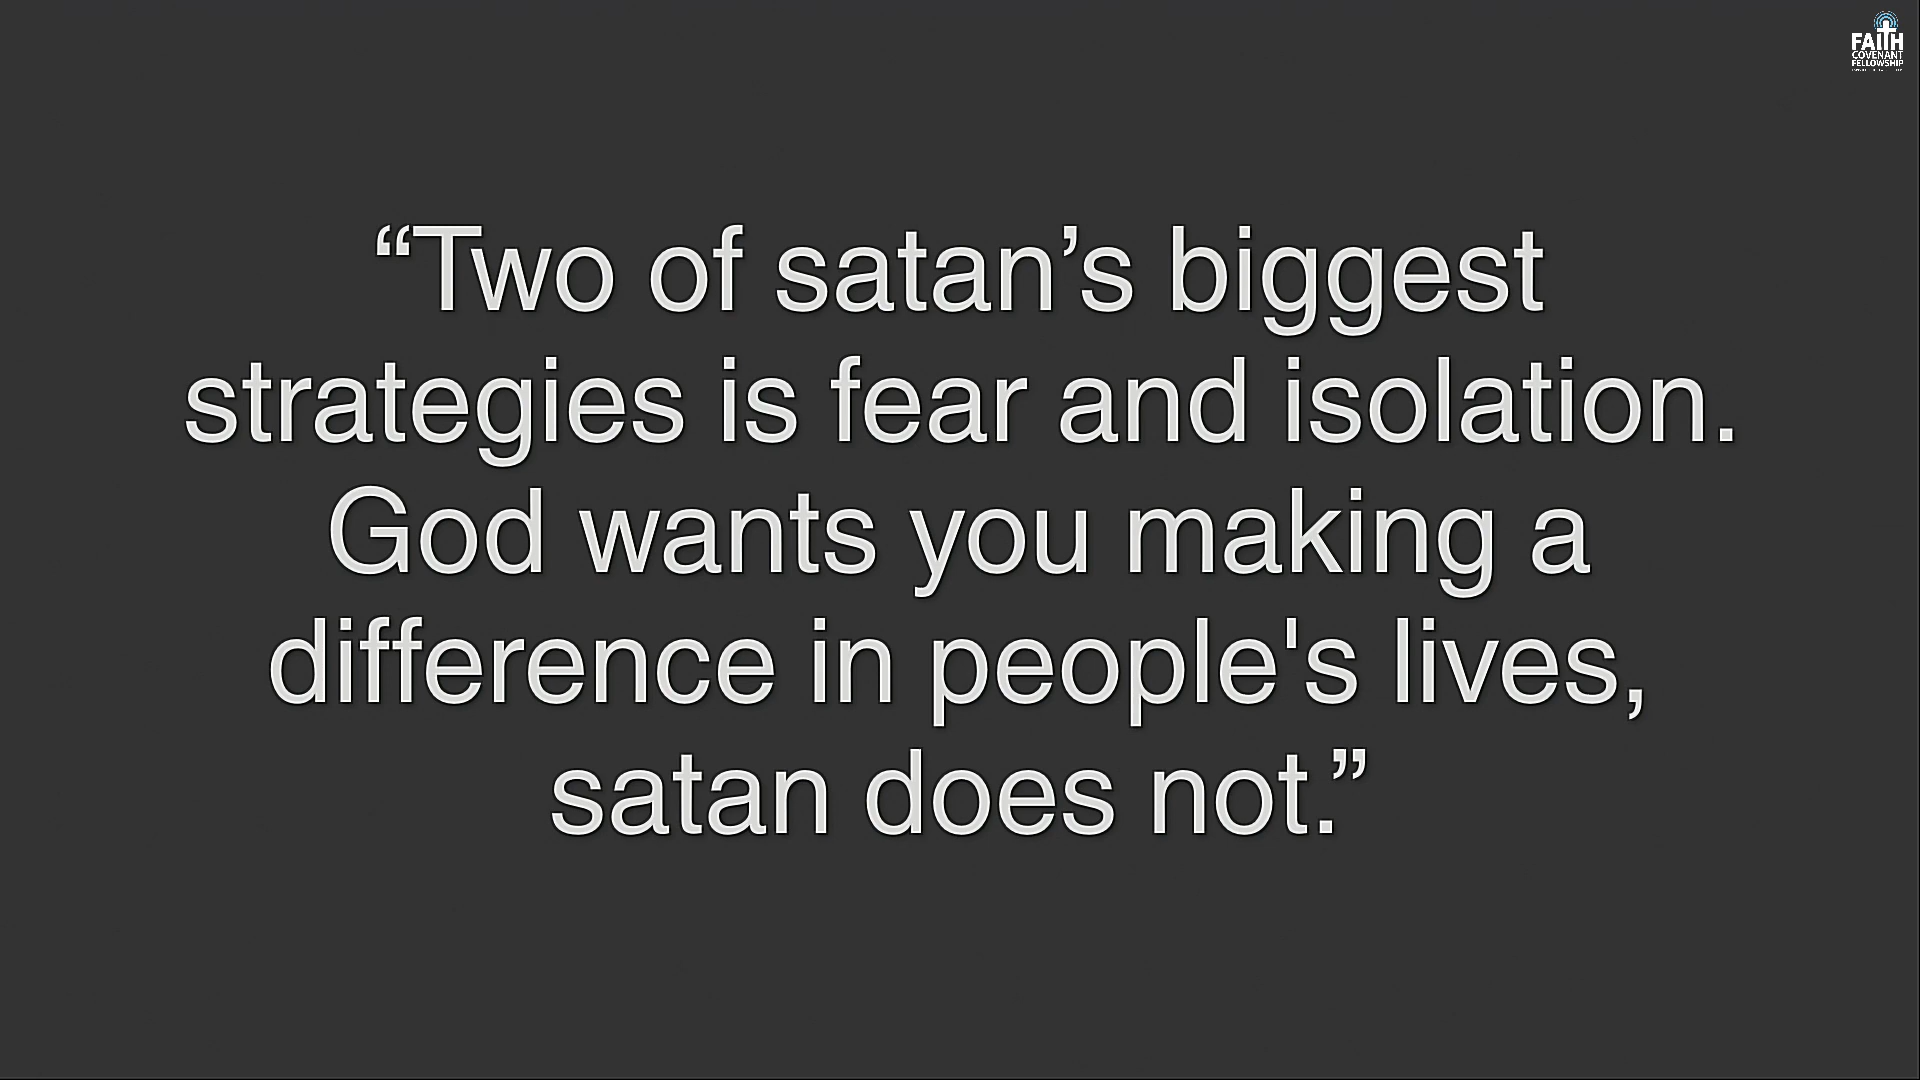 FAITH
COVENANT
FELLOWSHIP
“Two of satan’s biggest
strategies is fear and isolation.
God wants you making a
difference in people's lives,
satan does not.”